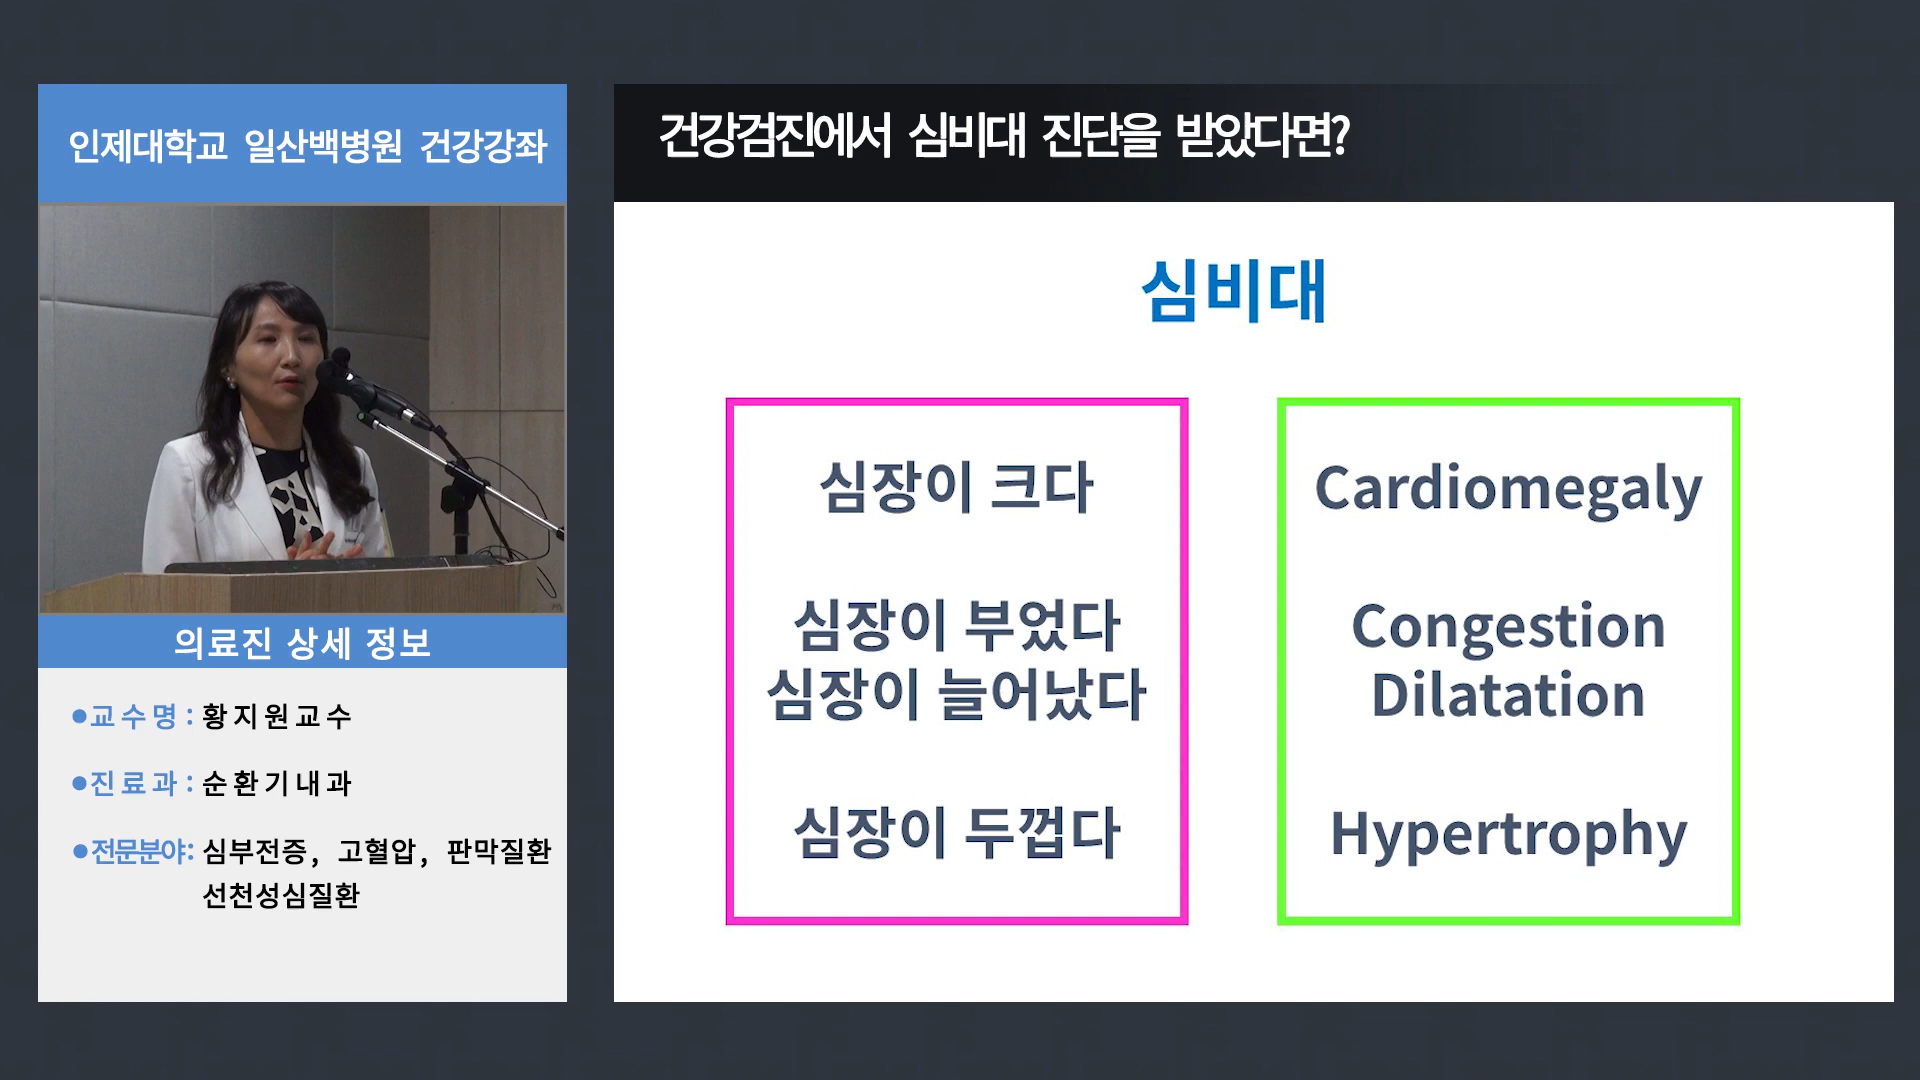 인제대학교 일산백병원 건강강좌
건강검진에서 심비대 진단을 받았다면?
의료진 상세 정보
●교수명 : 황지원교수
●진료과 : 순환기내과
●전문분야: 심부전증, 고혈압, 판막질환
선천성심질환
심비대
심장이 크다
심장이 부었다
심장이 늘어났다
심장이 두껍다
Cardiomegaly
Congestion
Dilatation
Hypertrophy